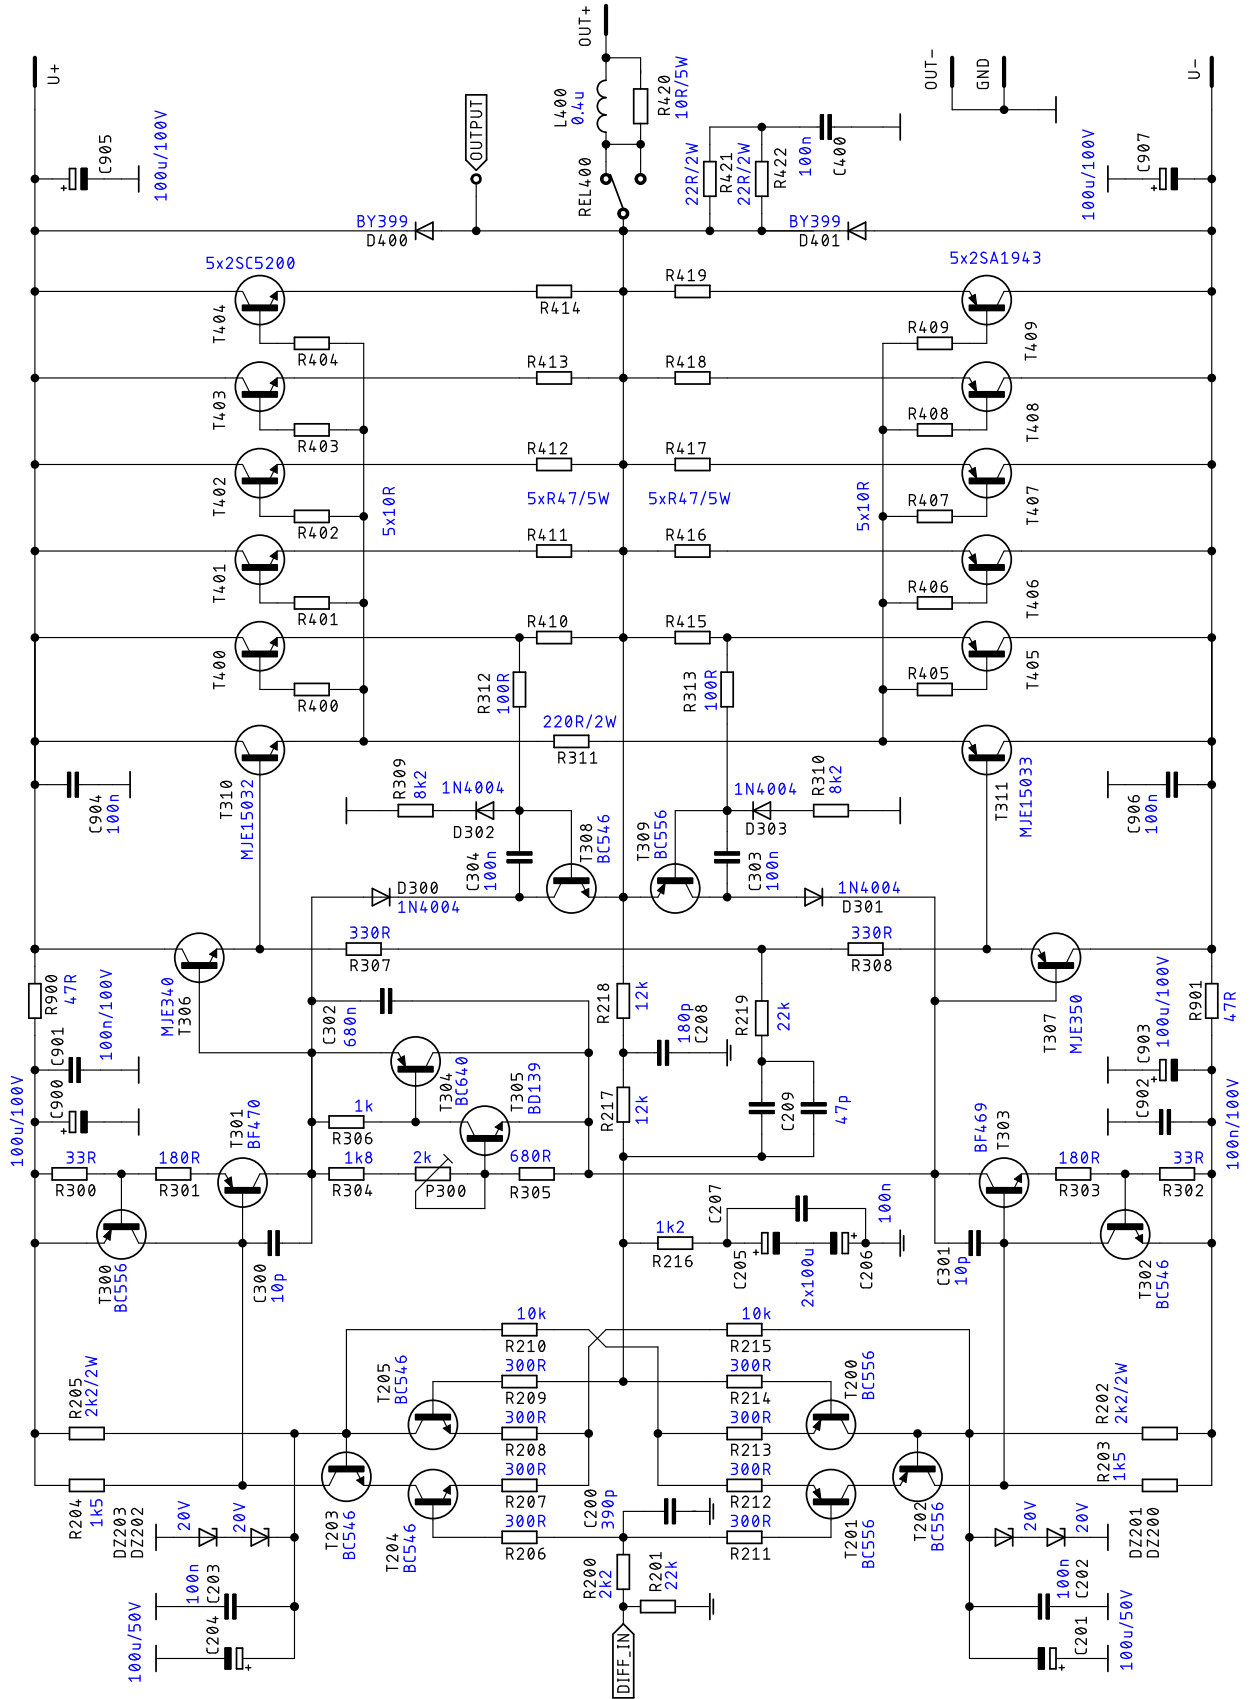 U+
OUT+
OUT-
GND
U-
C905
100u/100V
OUTPUT
L400
0.4u
R420
10R/5W
REL400
22R/2W
R421
22R/2W
R422
100n
C400
100u/100V
C907
BY399
D400
BY399
D401
5x2SC5200
5x2SA1943
T404
R404
R414
R419
R409
T409
T403
R403
R413
R418
R408
T408
T402
R402
R412
R417
R407
T407
5x10R
5xR47/5W
5xR47/5W
5x10R
T401
R401
R411
R416
R406
T406
T400
R400
R410
R415
R405
T405
R312
100R
R313
100R
220R/2W
R311
T310
MJE15032
T311
MJE15033
C904
100n
R309
8k2
1N4004
D302
C304
100n
T308
BC546
T309
BC556
1N4004
D303
R310
8k2
C303
100n
C906
100n
D300
1N4004
1N4004
D301
330R
R307
330R
R308
R900
47R
MJE340
T306
C302
680n
R218
12k
180p
C208
R219
22k
T307
MJE350
R901
47R
C901
100n/100V
C903
100u/100V
100u/100V
C900
T304
BC640
T305
BD139
R217
12k
C209
47p
C902
100n/100V
T301
BF470
1k
R306
BF469
T303
33R
R300
180R
R301
1k8
R304
2k
P300
680R
R305
180R
R303
33R
R302
T300
BC556
C300
10p
1k2
R216
C207
100n
C205
2x100u
C206
C301
10p
T302
BC546
10k
R210
10k
R215
R205
2k2/2W
T205
BC546
300R
R209
300R
R214
T200
BC556
R202
2k2/2W
300R
R208
300R
R213
R204
1k5
300R
R207
C200
390p
300R
R212
R203
1k5
DZ203
DZ202
20V
20V
T203
BC546
T204
BC546
300R
R206
300R
R211
T201
BC556
T202
BC556
20V
20V
DZ201
DZ200
100n
C203
R200
2k2
R201
22k
100n
C202
100u/50V
C204
DIFF_IN
C201
100u/50V